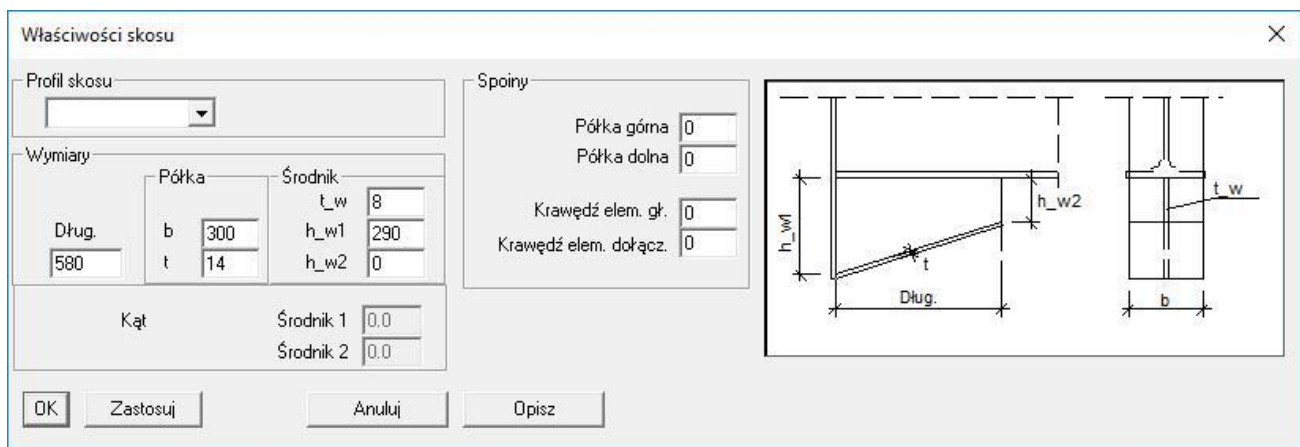 Właściwości skosu
Profil skosu
Wymiary
Dług.
580
Półka
b 300
t 14
Środnik
t_w 8
h_w1 290
h_w2 0
Kąt
Środnik 1 0.0
Środnik 2 0.0
Spoiny
Półka górna 0
Półka dolna 0
Krawędź elem. gł. 0
Krawędź elem. dołącz. 0
h_w1
h_w2
t
Dług.
t_w
b
OK
Zastosuj
Anuluj
Opisz